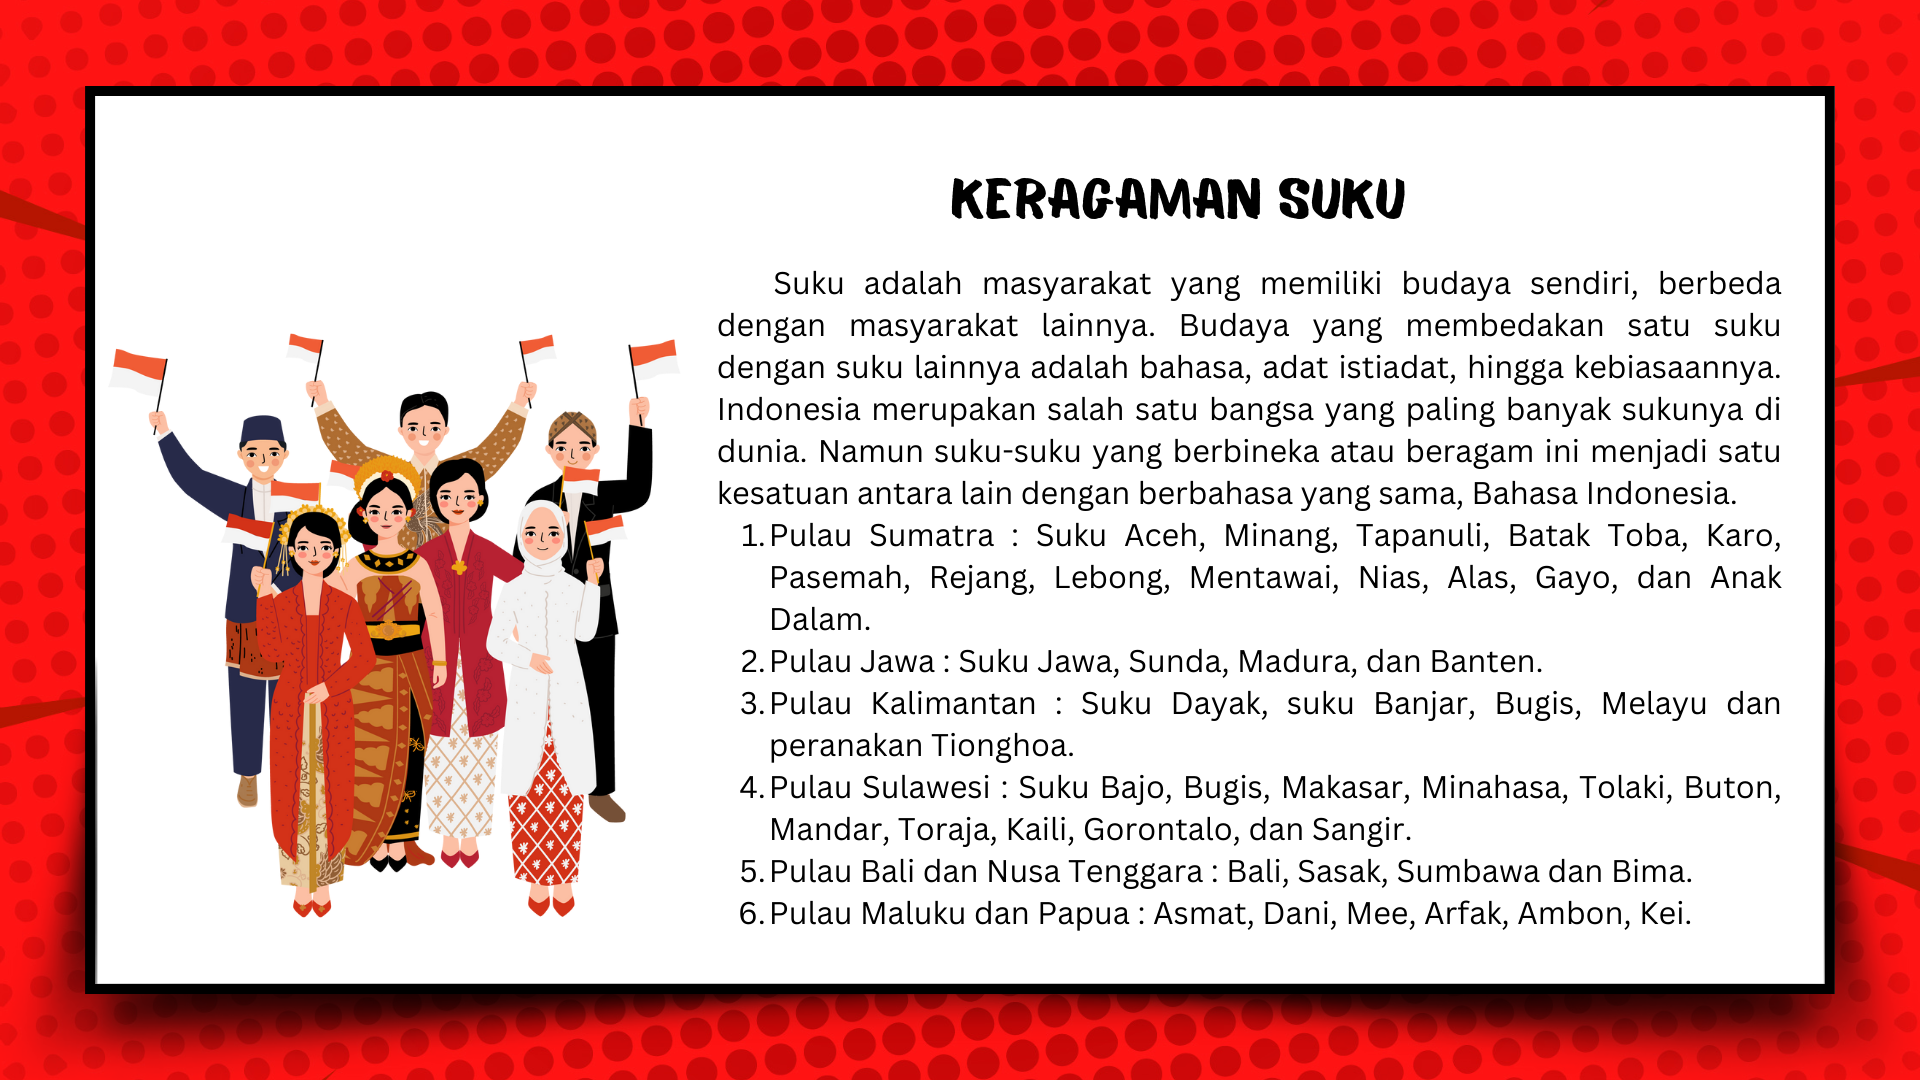 KERAGAMAN SUKU
Suku adalah masyarakat yang memiliki budaya sendiri, berbeda
dengan masyarakat lainnya. Budaya yang membedakan satu suku
dengan suku lainnya adalah bahasa, adat istiadat, hingga kebiasaannya.
Indonesia merupakan salah satu bangsa yang paling banyak sukunya di
dunia. Namun suku-suku yang berbineka atau beragam ini menjadi satu
kesatuan antara lain dengan berbahasa yang sama, Bahasa Indonesia.
1. Pulau Sumatra : Suku Aceh, Minang, Tapanuli, Batak Toba, Karo,
Pasemah, Rejang, Lebong, Mentawai, Nias, Alas, Gayo, dan Anak
Dalam.
2. Pulau Jawa : Suku Jawa, Sunda, Madura, dan Banten.
3. Pulau Kalimantan : Suku Dayak, suku Banjar, Bugis, Melayu dan
peranakan Tionghoa.
4. Pulau Sulawesi : Suku Bajo, Bugis, Makasar, Minahasa, Tolaki, Buton,
Mandar, Toraja, Kaili, Gorontalo, dan Sangir.
5. Pulau Bali dan Nusa Tenggara : Bali, Sasak, Sumbawa dan Bima.
6. Pulau Maluku dan Papua : Asmat, Dani, Mee, Arfak, Ambon, Kei.